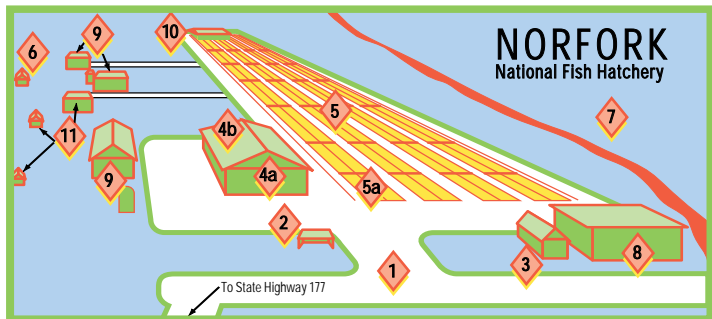 NORFORK
National Fish Hatchery
6
9
10
9
11
4b
4a
5
5a
7
2
1
3
8
To State Highway 177